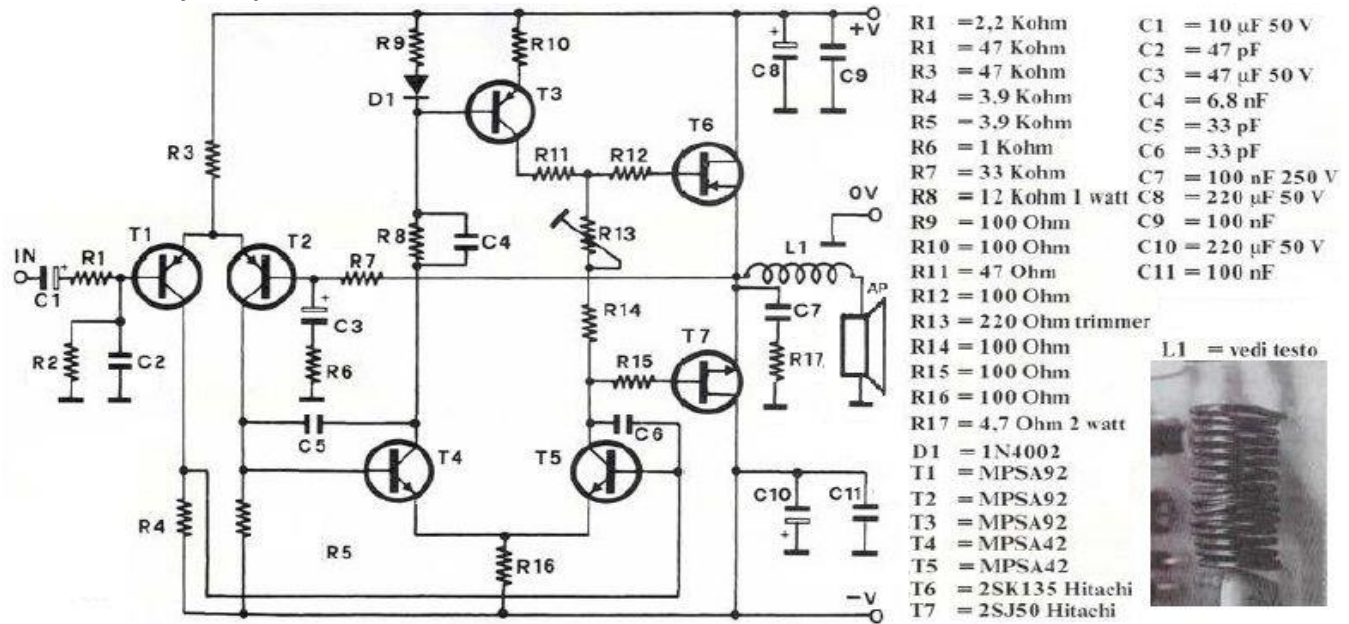 R9
R10
+V
C8
+
C9
T3
D1
T6
R3
R11
R12
0V
T1
T2
R8
C4
R13
L1
IN
R1
+
C1
R7
AP
+
C3
C7
R14
T7
R2
C2
R6
R15
R17
C5
C6
T4
T5
C10
+
C11
R4
R5
R16
-V
R1 =2,2 Kohm
R1 = 47 Kohm
R3 = 47 Kohm
R4 = 3,9 Kohm
R5 = 3,9 Kohm
R6 = 1 Kohm
R7 = 33 Kohm
R8 = 12 Kohm 1 watt
R9 = 100 Ohm
R10 = 100 Ohm
R11 = 47 Ohm
R12 = 100 Ohm
R13 = 220 Ohm trimmer
R14 = 100 Ohm
R15 = 100 Ohm
R16 = 100 Ohm
R17 = 4,7 Ohm 2 watt
D1 = 1N4002
T1 = MPSA92
T2 = MPSA92
T3 = MPSA92
T4 = MPSA42
T5 = MPSA42
T6 = 2SK135 Hitachi
T7 = 2SJ50 Hitachi
C1 = 10 µF 50 V
C2 = 47 pF
C3 = 47 µF 50 V
C4 = 6,8 nF
C5 = 33 pF
C6 = 33 pF
C7 = 100 nF 250 V
C8 = 220 µF 50 V
C9 = 100 nF
C10 = 220 µF 50 V
C11 = 100 nF
L1 = vedi testo